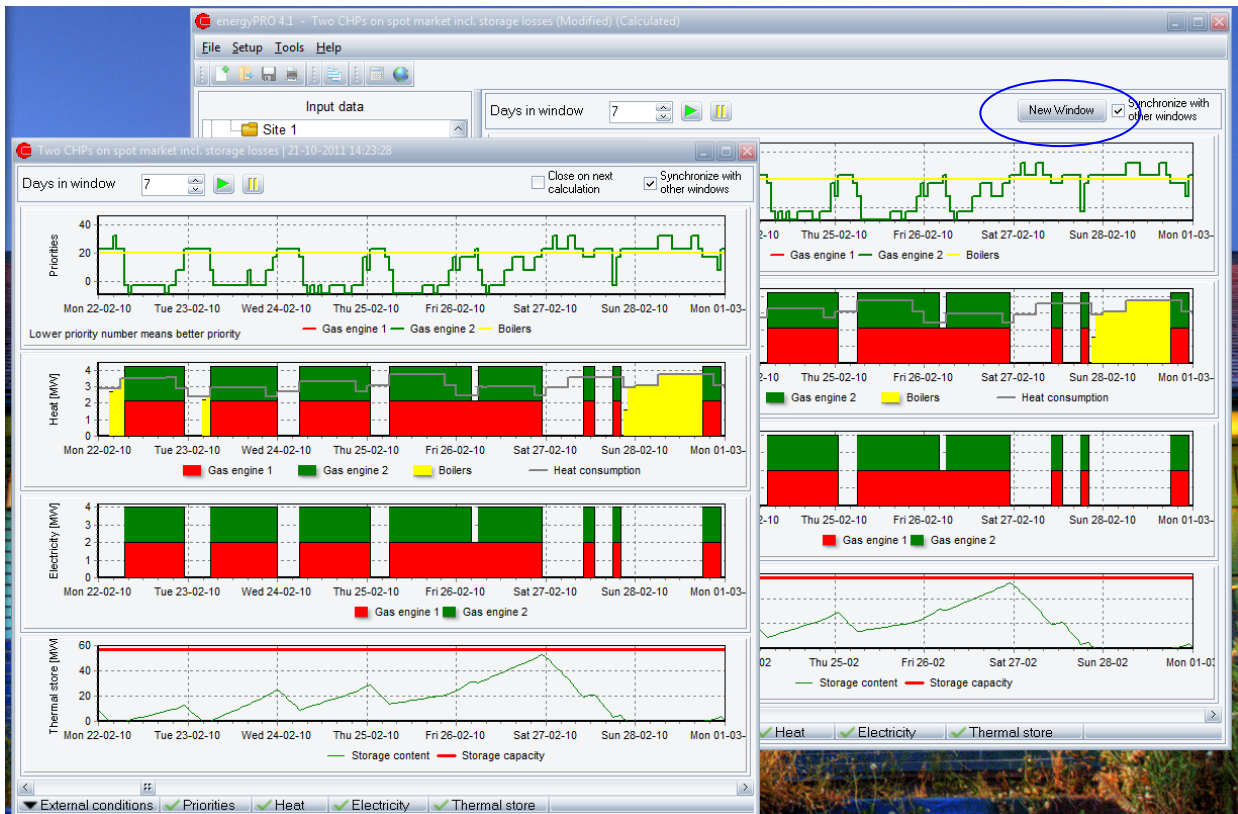 energyPRO 4.1 - Two CHPs on spot market incl. storage losses (Modified) (Calculated)
File Setup Tools Help
Input data
Site 1
Days in window 7
New Window
Synchronize with
other windows
Two CHPs on spot market incl. storage losses | 21-10-2011 14:23:28
Days in window 7
Close on next
calculation
Synchronize with
other windows
Priorities
40
20
0
Mon 22-02-10 Tue 23-02-10 Wed 24-02-10 Thu 25-02-10 Fri 26-02-10 Sat 27-02-10 Sun 28-02-10 Mon 01-03-
Lower priority number means better priority
Gas engine 1 Gas engine 2 Boilers
Heat [MW]
4
3
2
1
0
Mon 22-02-10 Tue 23-02-10 Wed 24-02-10 Thu 25-02-10 Fri 26-02-10 Sat 27-02-10 Sun 28-02-10 Mon 01-03-
Gas engine 1 Gas engine 2 Boilers Heat consumption
Electricity [MW]
4
3
2
1
0
Mon 22-02-10 Tue 23-02-10 Wed 24-02-10 Thu 25-02-10 Fri 26-02-10 Sat 27-02-10 Sun 28-02-10 Mon 01-03-
Gas engine 1 Gas engine 2
Thermal store [MW
60
40
20
0
Mon 22-02-10 Tue 23-02-10 Wed 24-02-10 Thu 25-02-10 Fri 26-02-10 Sat 27-02-10 Sun 28-02-10 Mon 01-03-
Storage content Storage capacity
External conditions Priorities Heat Electricity Thermal store
2-10 Thu 25-02-10 Fri 26-02-10 Sat 27-02-10 Sun 28-02-10 Mon 01-03-
Gas engine 1 Gas engine 2 Boilers
2-10 Thu 25-02-10 Fri 26-02-10 Sat 27-02-10 Sun 28-02-10 Mon 01-03-
Gas engine 2 Boilers Heat consumption
2-10 Thu 25-02-10 Fri 26-02-10 Sat 27-02-10 Sun 28-02-10 Mon 01-03-
Gas engine 1 Gas engine 2
02 Thu 25-02 Fri 26-02 Sat 27-02 Sun 28-02 Mon 01-03
Storage content Storage capacity
Heat Electricity Thermal store